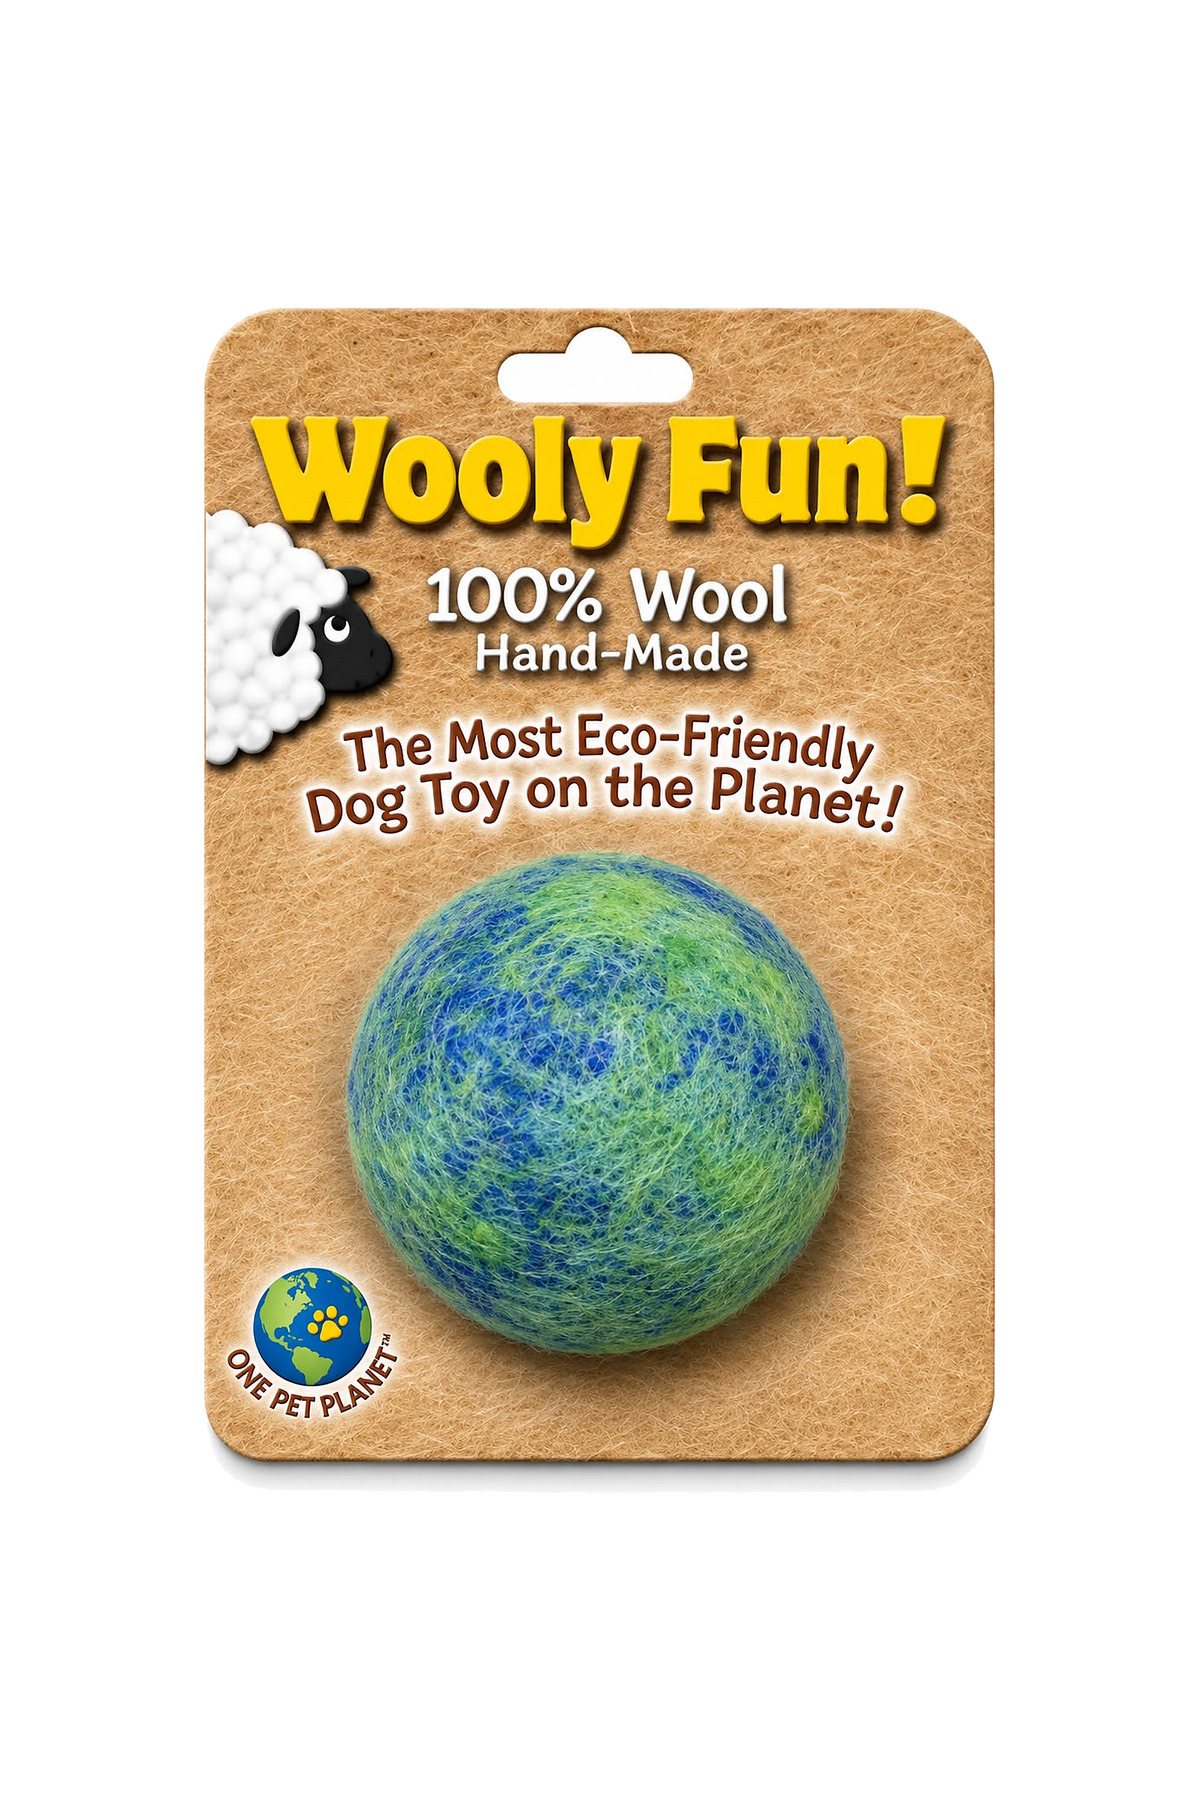 Wooly Fun!
100% Wool
Hand-Made
The Most Eco-Friendly
Dog Toy on the Planet!
ONE PET PLANET™